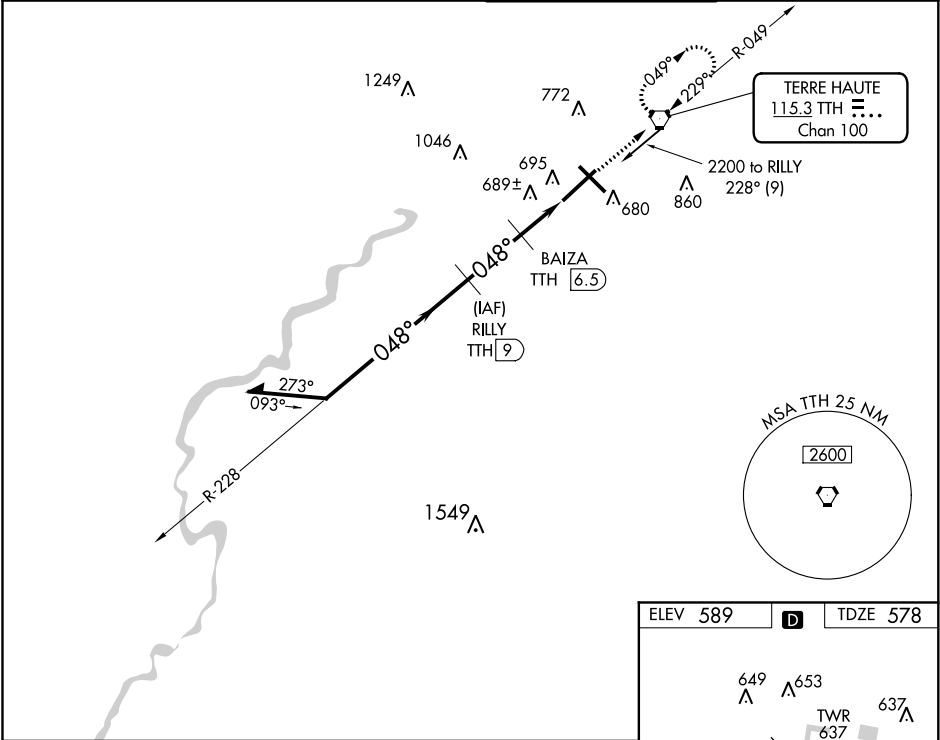 R-049
049°
229°
1249
772
TERRE HAUTE
115.3 TTH
Chan 100
1046
695
689±
2200 to RILLY
228° (9)
680
860
048°
BAIZA
TTH 6.5
(IAF)
RILLY
TTH 9
048°
273°
093°
MSA TTH 25 NM
2600
R-228
1549
ELEV 589
D
TDZE 578
649
653
637
TWR
637